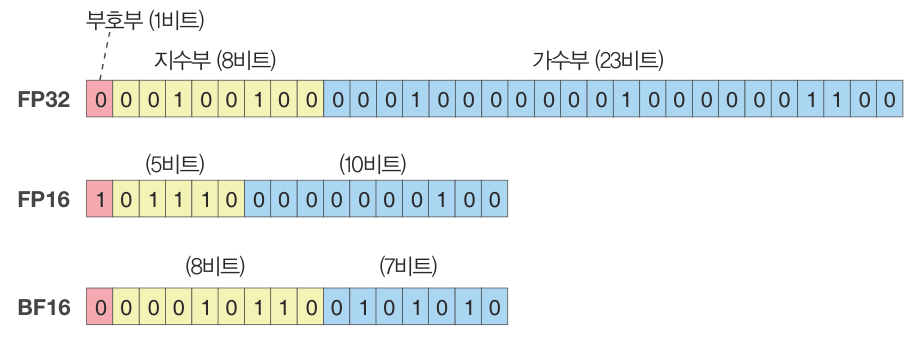 부호부 (1비트)
지수부 (8비트) 가수부 (23비트)
FP32 0 0 0 1 0 0 1 0 0 0 0 0 1 0 0 0 0 0 0 0 1 0 0 0 0 0 0 1 1 0 0
(5비트) (10비트)
FP16 1 0 1 1 1 0 0 0 0 0 0 0 0 1 0 0
(8비트) (7비트)
BF16 0 0 0 0 1 0 1 1 0 0 1 0 1 0 1 0